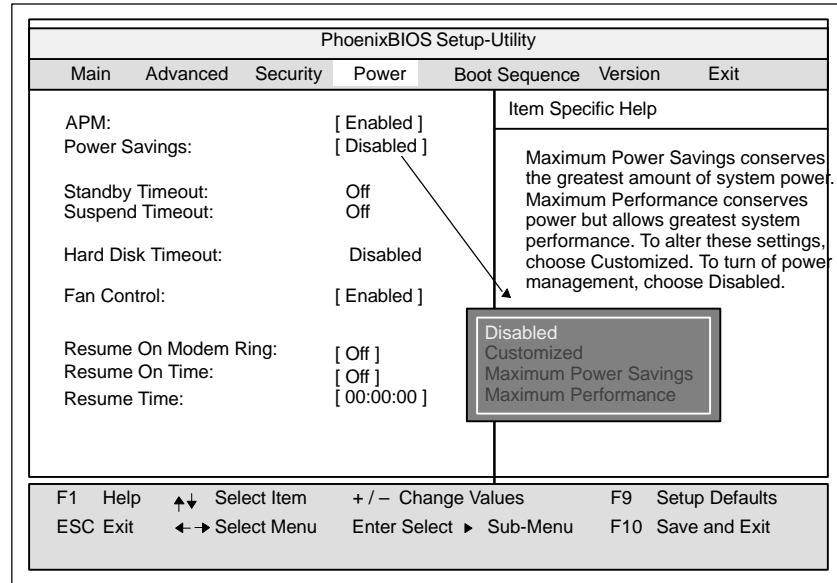 PhoenixBIOS Setup-Utility
Main Advanced Security Power Boot Sequence Version Exit
APM: [ Enabled ]
Power Savings: [ Disabled ]
Standby Timeout: Off
Suspend Timeout: Off
Hard Disk Timeout: Disabled
Fan Control: [ Enabled ]
Resume On Modem Ring: [ Off ]
Resume On Time: [ Off ]
Resume Time: [ 00:00:00 ]
Item Specific Help
Maximum Power Savings conserves
the greatest amount of system power.
Maximum Performance conserves
power but allows greatest system
performance. To alter these settings,
choose Customized. To turn of power
management, choose Disabled.
Disabled
Customized
Maximum Power Savings
Maximum Performance
F1 Help ↑↓ Select Item + / – Change Values F9 Setup Defaults
ESC Exit ←→ Select Menu Enter Select ▶ Sub-Menu F10 Save and Exit